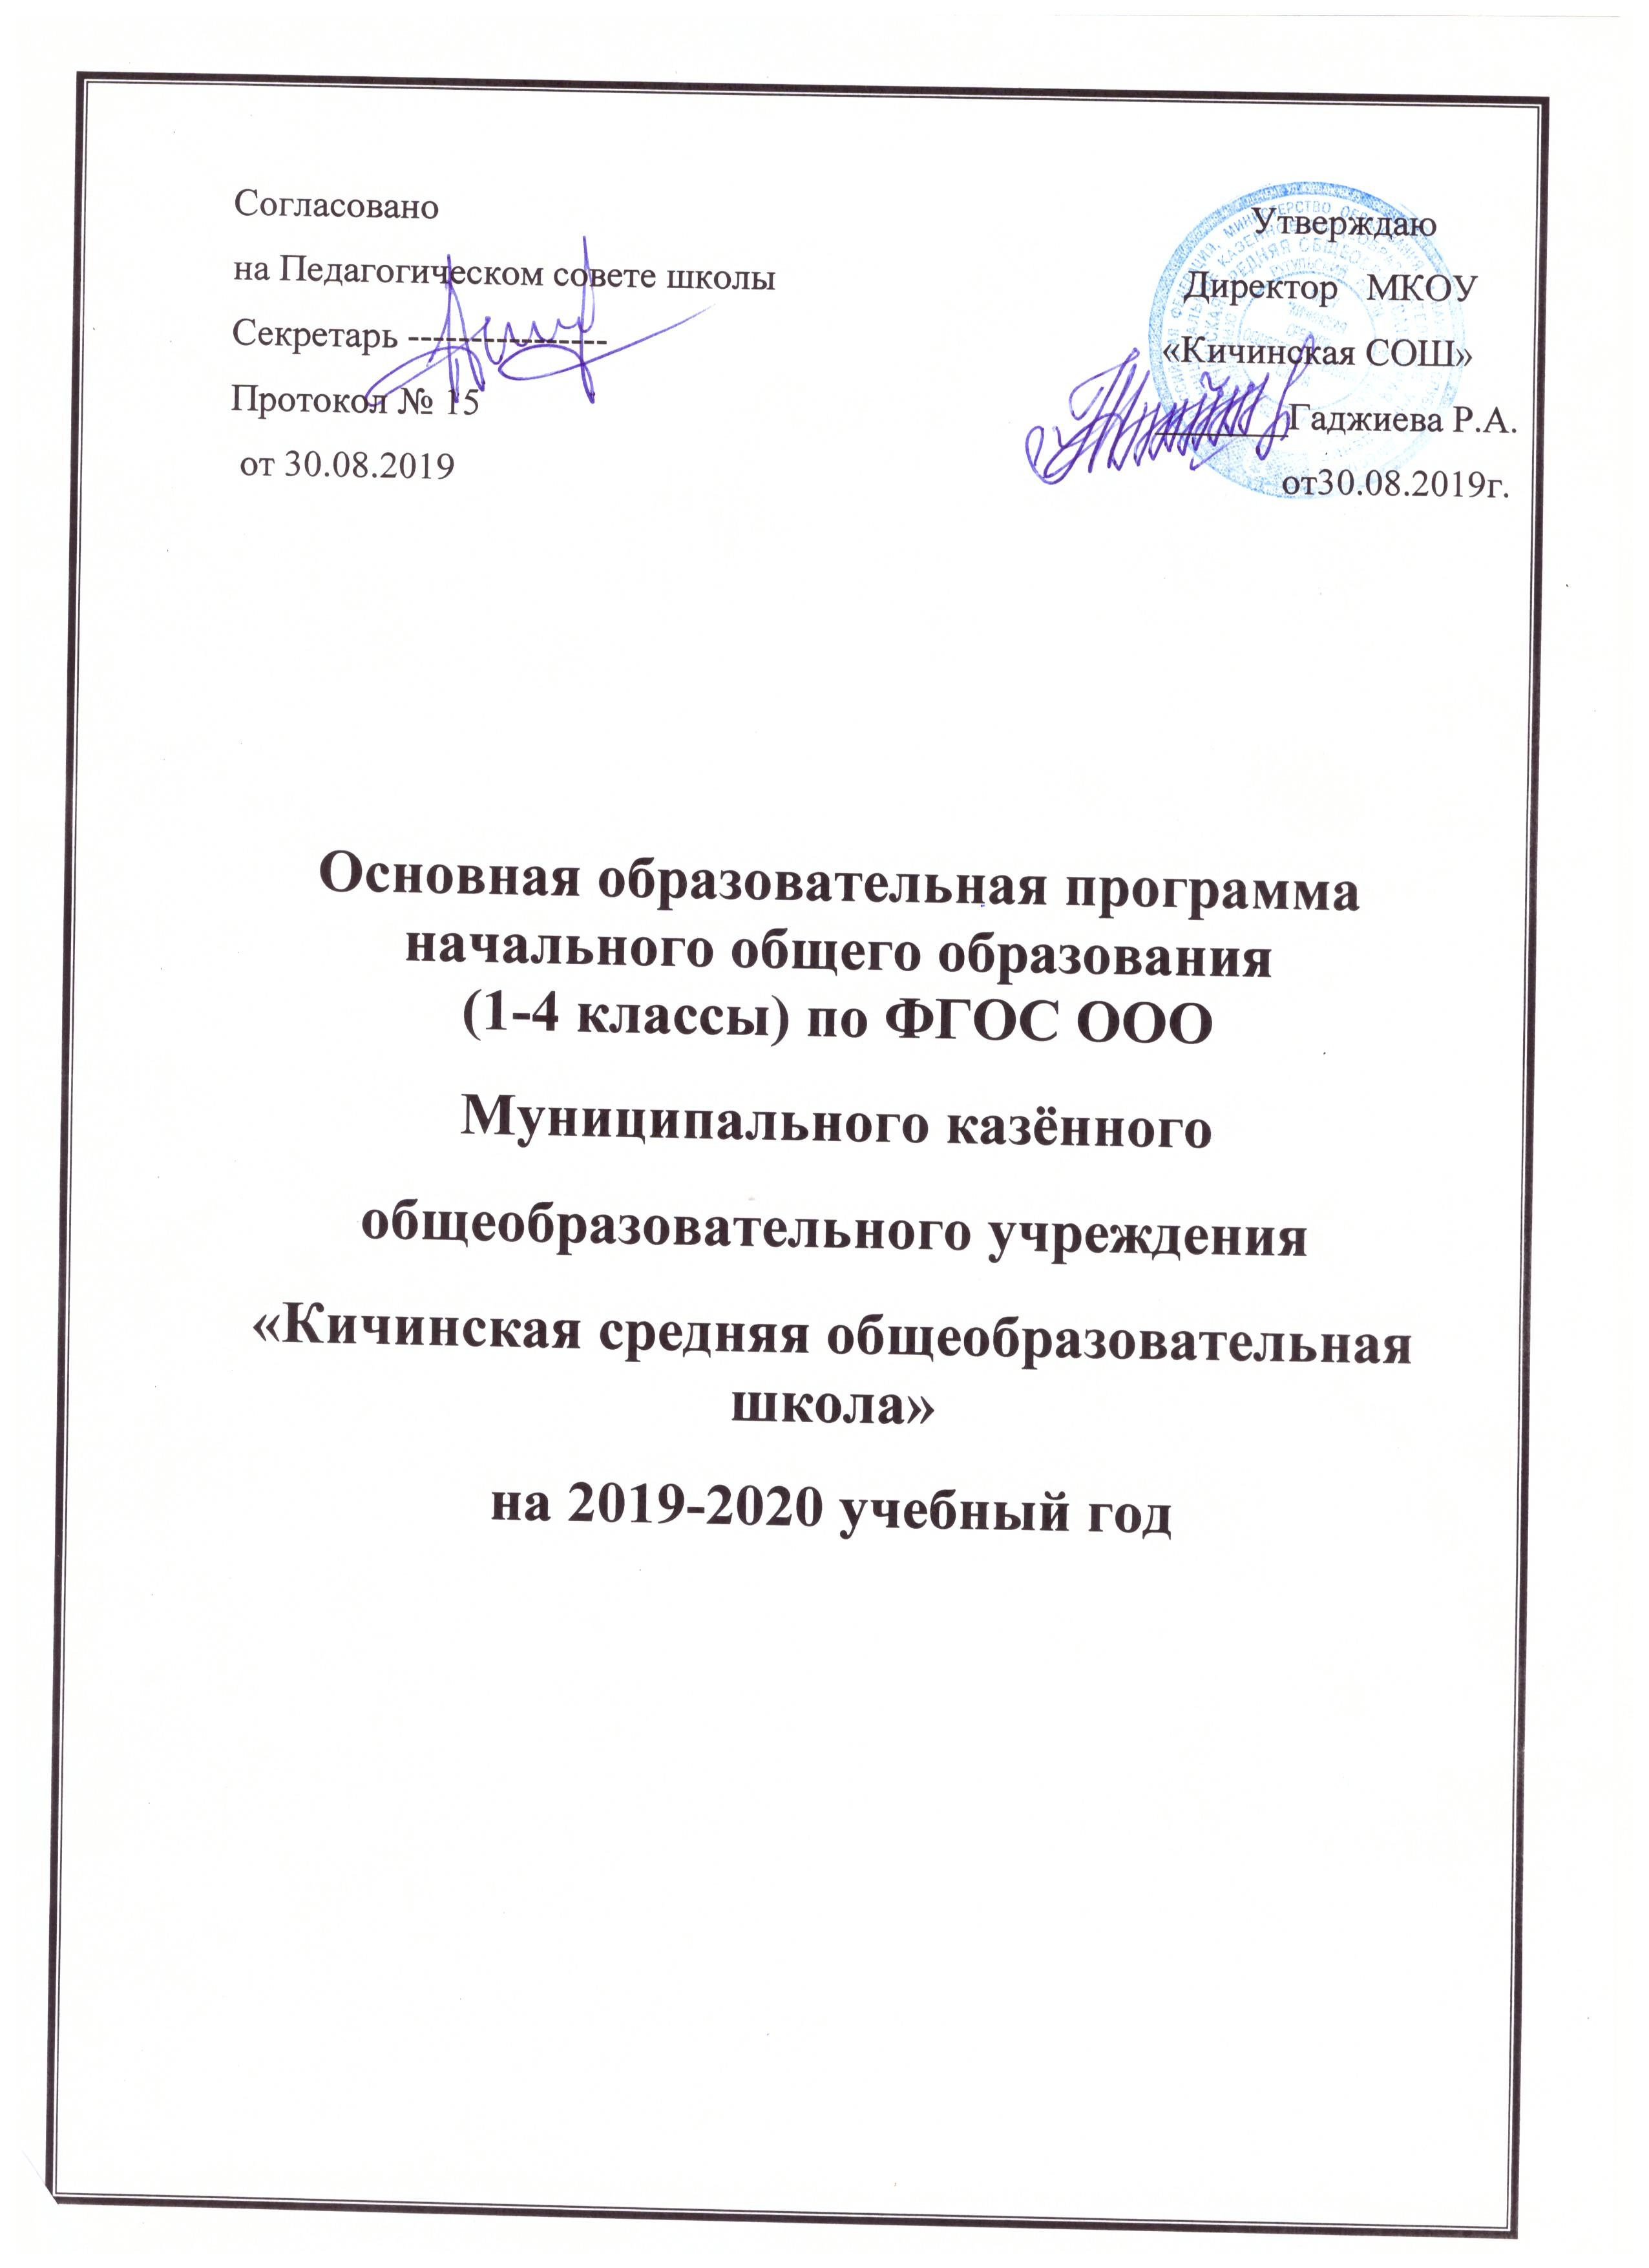 Согласовано
на Педагогическом совете школы
Секретарь ----------------
Протокол № 15
от 30.08.2019
Утверждаю
Директор МКОУ
«Кичинская СОШ»
________Гаджиева Р.А.
от30.08.2019г.
Основная образовательная программа
начального общего образования
(1-4 классы) по ФГОС ООО
Муниципального казённого
общеобразовательного учреждения
«Кичинская средняя общеобразовательная
школа»
на 2019-2020 учебный год